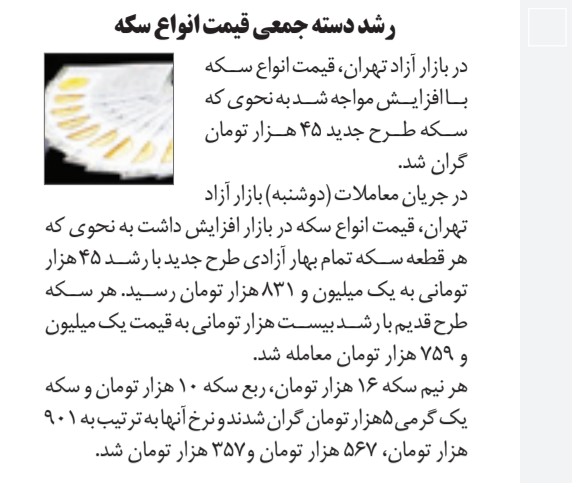 رشد دسته جمعی قیمت انواع سکه
در بازار آزاد تهران، قیمت انواع سکه
با افزایش مواجه شد به نحوی که
سکه طرح جدید ۴۵ هزار تومان
گران شد.
در جریان معاملات (دوشنبه) بازار آزاد
تهران، قیمت انواع سکه در بازار افزایش داشت به نحوی که
هر قطعه سکه تمام بهار آزادی طرح جدید با رشد ۴۵ هزار
تومانی به یک میلیون و ۸۳۱ هزار تومان رسید. هر سکه
طرح قدیم با رشد بیست هزار تومانی به قیمت یک میلیون
و ۷۵۹ هزار تومان معامله شد.
هر نیم سکه ۱۶ هزار تومان، ربع سکه ۱۰ هزار تومان و سکه
یک گرمی ۵هزار تومان گران شدند و نرخ آنها به ترتیب به ۹۰۱
هزار تومان، ۵۶۷ هزار تومان و۳۵۷ هزار تومان شد.